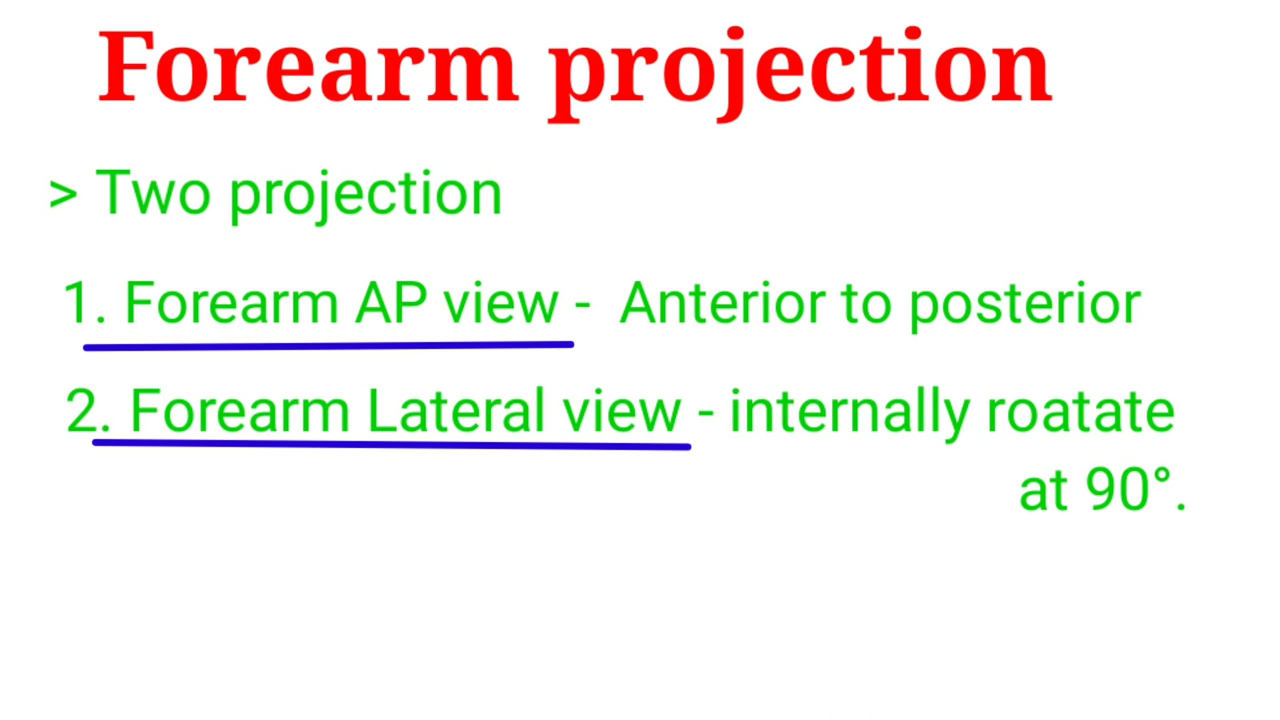 Forearm projection
> Two projection
1. Forearm AP view - Anterior to posterior
2. Forearm Lateral view - internally roatate
at 90°.